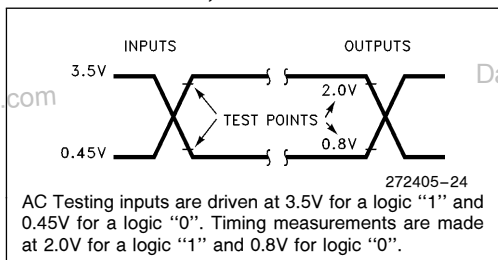 INPUTS OUTPUTS
3.5V
2.0V
TEST POINTS
0.8V
0.45V
272405–24
AC Testing inputs are driven at 3.5V for a logic ‘‘1’’ and
0.45V for a logic ‘‘0’’. Timing measurements are made
at 2.0V for a logic ‘‘1’’ and 0.8V for logic ‘‘0’’.
.com
Da